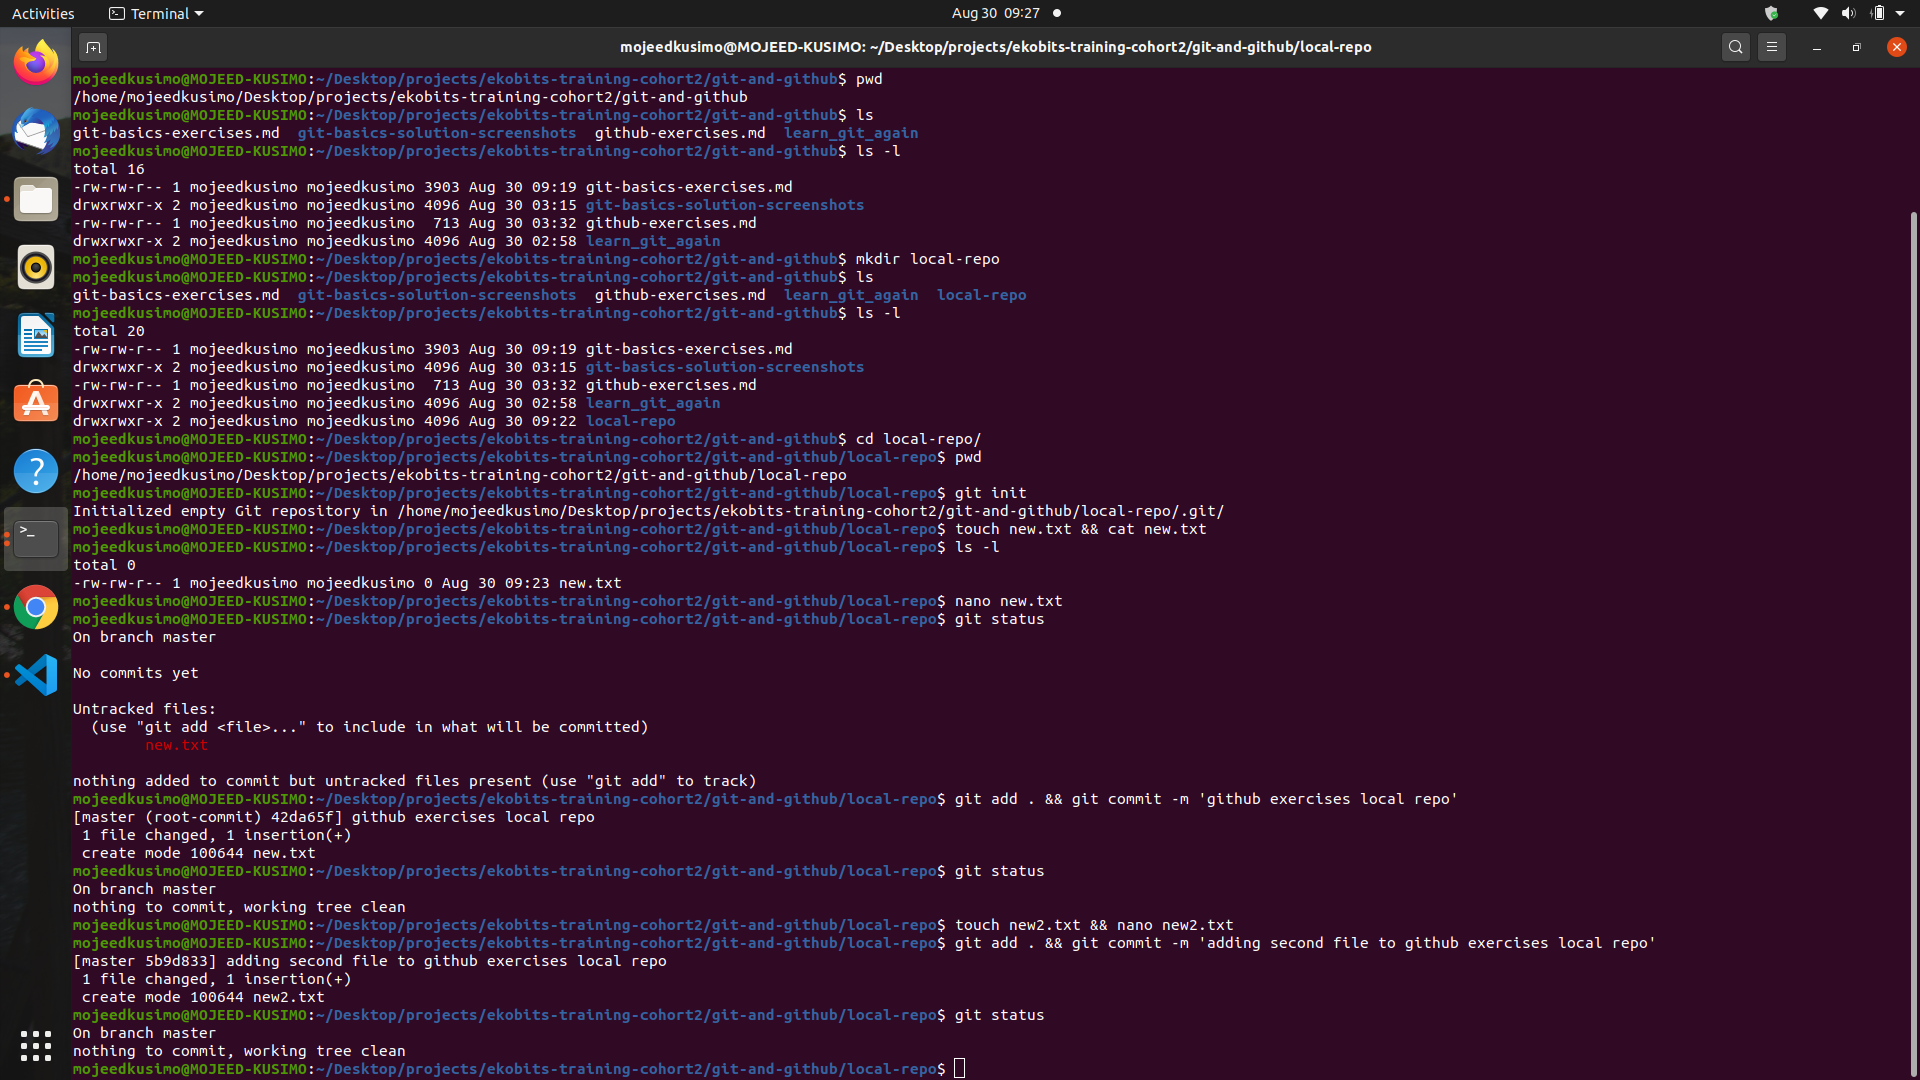 Activities Terminal Aug 30 09:27
mojeedkusimo@MOJEED-KUSIMO: ~/Desktop/projects/ekobits-training-cohort2/git-and-github/local-repo
mojeedkusimo@MOJEED-KUSIMO:~/Desktop/projects/ekobits-training-cohort2/git-and-github$ pwd
/home/mojeedkusimo/Desktop/projects/ekobits-training-cohort2/git-and-github
mojeedkusimo@MOJEED-KUSIMO:~/Desktop/projects/ekobits-training-cohort2/git-and-github$ ls
git-basics-exercises.md  git-basics-solution-screenshots  github-exercises.md  learn_git_again
mojeedkusimo@MOJEED-KUSIMO:~/Desktop/projects/ekobits-training-cohort2/git-and-github$ ls -l
total 16
-rw-rw-r-- 1 mojeedkusimo mojeedkusimo 3903 Aug 30 09:19 git-basics-exercises.md
drwxrwxr-x 2 mojeedkusimo mojeedkusimo 4096 Aug 30 03:15 git-basics-solution-screenshots
-rw-rw-r-- 1 mojeedkusimo mojeedkusimo  713 Aug 30 03:32 github-exercises.md
drwxrwxr-x 2 mojeedkusimo mojeedkusimo 4096 Aug 30 02:58 learn_git_again
mojeedkusimo@MOJEED-KUSIMO:~/Desktop/projects/ekobits-training-cohort2/git-and-github$ mkdir local-repo
mojeedkusimo@MOJEED-KUSIMO:~/Desktop/projects/ekobits-training-cohort2/git-and-github$ ls
git-basics-exercises.md  git-basics-solution-screenshots  github-exercises.md  learn_git_again  local-repo
mojeedkusimo@MOJEED-KUSIMO:~/Desktop/projects/ekobits-training-cohort2/git-and-github$ ls -l
total 20
-rw-rw-r-- 1 mojeedkusimo mojeedkusimo 3903 Aug 30 09:19 git-basics-exercises.md
drwxrwxr-x 2 mojeedkusimo mojeedkusimo 4096 Aug 30 03:15 git-basics-solution-screenshots
-rw-rw-r-- 1 mojeedkusimo mojeedkusimo  713 Aug 30 03:32 github-exercises.md
drwxrwxr-x 2 mojeedkusimo mojeedkusimo 4096 Aug 30 02:58 learn_git_again
drwxrwxr-x 2 mojeedkusimo mojeedkusimo 4096 Aug 30 09:22 local-repo
mojeedkusimo@MOJEED-KUSIMO:~/Desktop/projects/ekobits-training-cohort2/git-and-github$ cd local-repo/
mojeedkusimo@MOJEED-KUSIMO:~/Desktop/projects/ekobits-training-cohort2/git-and-github/local-repo$ pwd
/home/mojeedkusimo/Desktop/projects/ekobits-training-cohort2/git-and-github/local-repo
mojeedkusimo@MOJEED-KUSIMO:~/Desktop/projects/ekobits-training-cohort2/git-and-github/local-repo$ git init
Initialized empty Git repository in /home/mojeedkusimo/Desktop/projects/ekobits-training-cohort2/git-and-github/local-repo/.git/
mojeedkusimo@MOJEED-KUSIMO:~/Desktop/projects/ekobits-training-cohort2/git-and-github/local-repo$ touch new.txt && cat new.txt
mojeedkusimo@MOJEED-KUSIMO:~/Desktop/projects/ekobits-training-cohort2/git-and-github/local-repo$ ls -l
total 0
-rw-rw-r-- 1 mojeedkusimo mojeedkusimo 0 Aug 30 09:23 new.txt
mojeedkusimo@MOJEED-KUSIMO:~/Desktop/projects/ekobits-training-cohort2/git-and-github/local-repo$ nano new.txt
mojeedkusimo@MOJEED-KUSIMO:~/Desktop/projects/ekobits-training-cohort2/git-and-github/local-repo$ git status
On branch master
No commits yet
Untracked files:
  (use "git add <file>..." to include in what will be committed)
        new.txt
nothing added to commit but untracked files present (use "git add" to track)
mojeedkusimo@MOJEED-KUSIMO:~/Desktop/projects/ekobits-training-cohort2/git-and-github/local-repo$ git add . && git commit -m 'github exercises local repo'
[master (root-commit) 42da65f] github exercises local repo
 1 file changed, 1 insertion(+)
 create mode 100644 new.txt
mojeedkusimo@MOJEED-KUSIMO:~/Desktop/projects/ekobits-training-cohort2/git-and-github/local-repo$ git status
On branch master
nothing to commit, working tree clean
mojeedkusimo@MOJEED-KUSIMO:~/Desktop/projects/ekobits-training-cohort2/git-and-github/local-repo$ touch new2.txt && nano new2.txt
mojeedkusimo@MOJEED-KUSIMO:~/Desktop/projects/ekobits-training-cohort2/git-and-github/local-repo$ git add . && git commit -m 'adding second file to github exercises local repo'
[master 5b9d833] adding second file to github exercises local repo
 1 file changed, 1 insertion(+)
 create mode 100644 new2.txt
mojeedkusimo@MOJEED-KUSIMO:~/Desktop/projects/ekobits-training-cohort2/git-and-github/local-repo$ git status
On branch master
nothing to commit, working tree clean
mojeedkusimo@MOJEED-KUSIMO:~/Desktop/projects/ekobits-training-cohort2/git-and-github/local-repo$